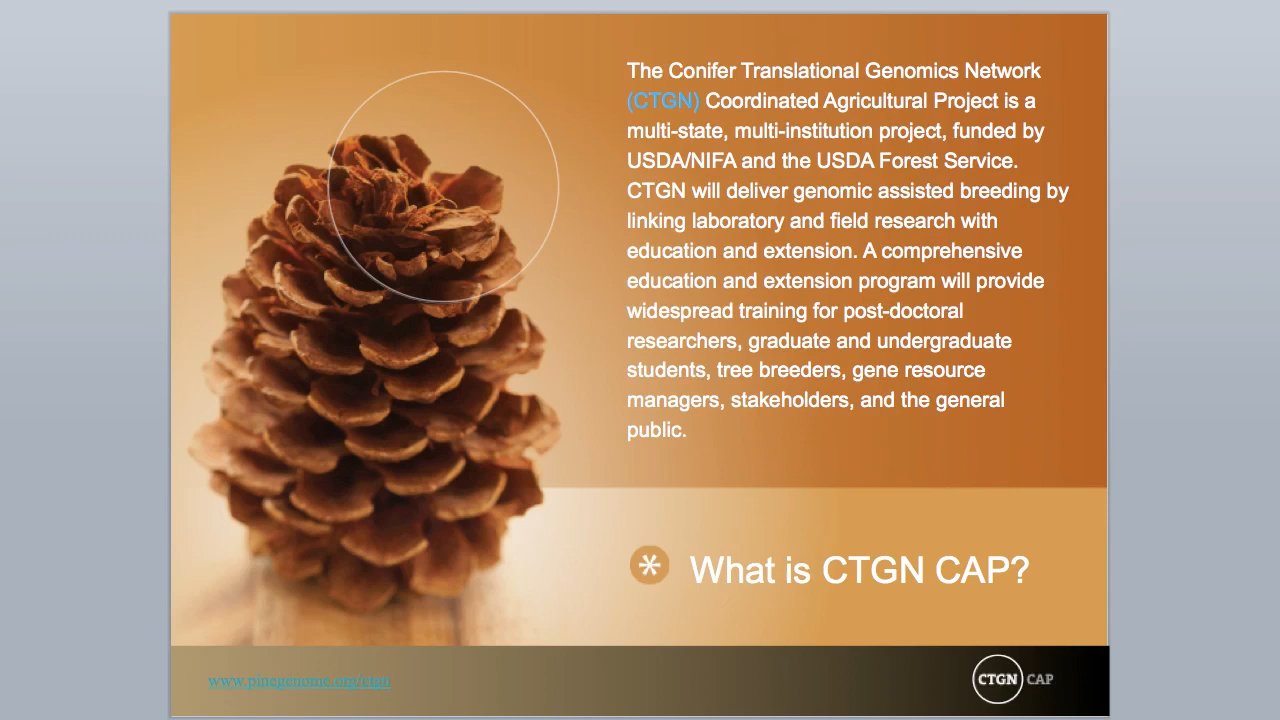 The Conifer Translational Genomics Network
(CTGN) Coordinated Agricultural Project is a
multi-state, multi-institution project, funded by
USDA/NIFA and the USDA Forest Service.
CTGN will deliver genomic assisted breeding by
linking laboratory and field research with
education and extension. A comprehensive
education and extension program will provide
widespread training for post-doctoral
researchers, graduate and undergraduate
students, tree breeders, gene resource
managers, stakeholders, and the general
public.
* What is CTGN CAP?
CTGN CAP